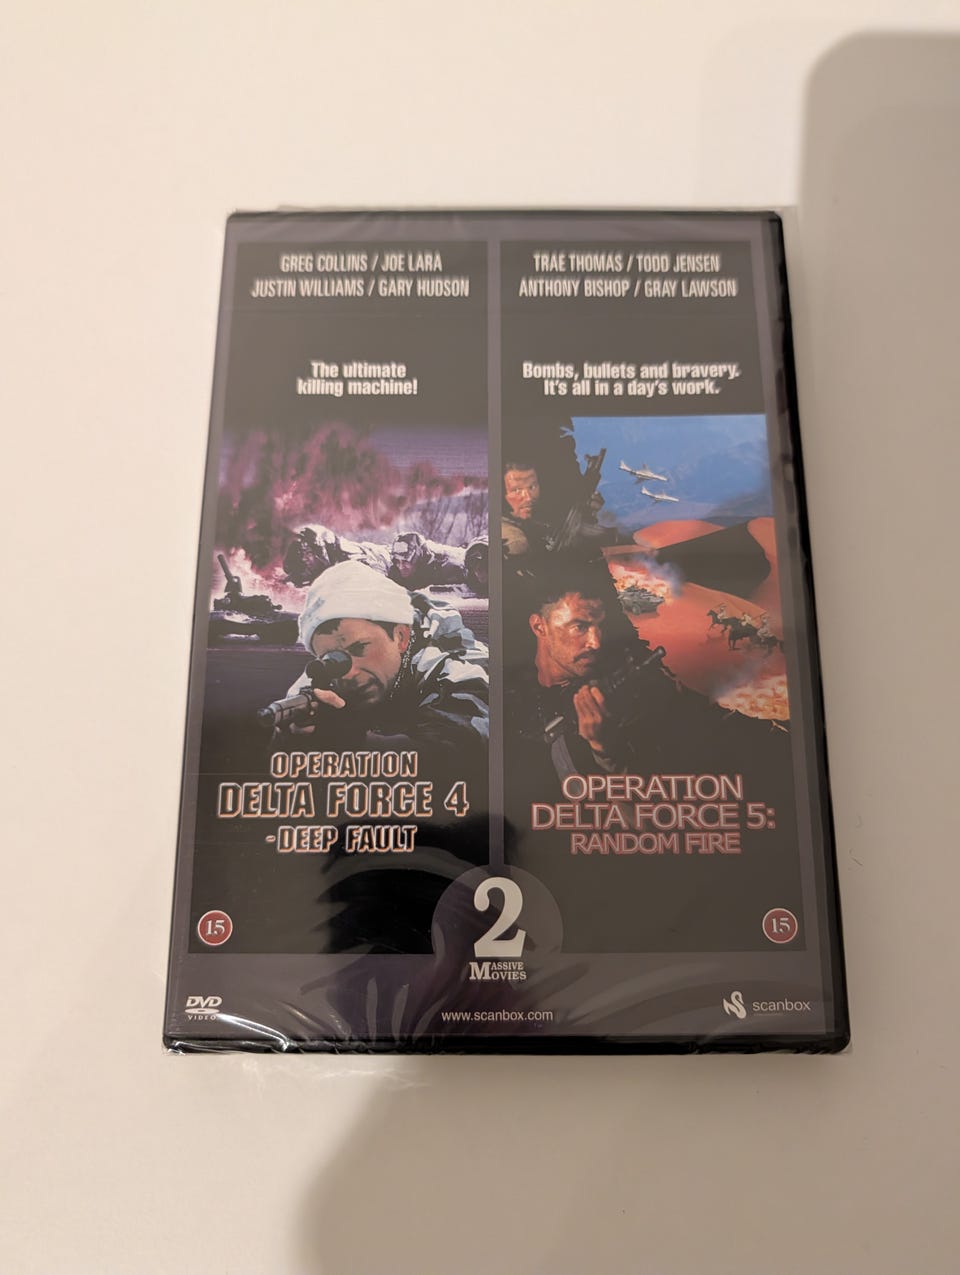 GREG COLLINS / JOE LARA
JUSTIN WILLIAMS / GARY HUDSON
The ultimate
killing machine!
OPERATION
DELTA FORCE 4
-DEEP FAULT
15
TRAE THOMAS / TODD JENSEN
ANTHONY BISHOP / GRAY LAWSON
Bombs, bullets and bravery.
It's all in a day's work.
OPERATION
DELTA FORCE 5:
RANDOM FIRE
15
2
MASSIVE
MOVIES
DVD
VIDEO
www.scanbox.com
scanbox